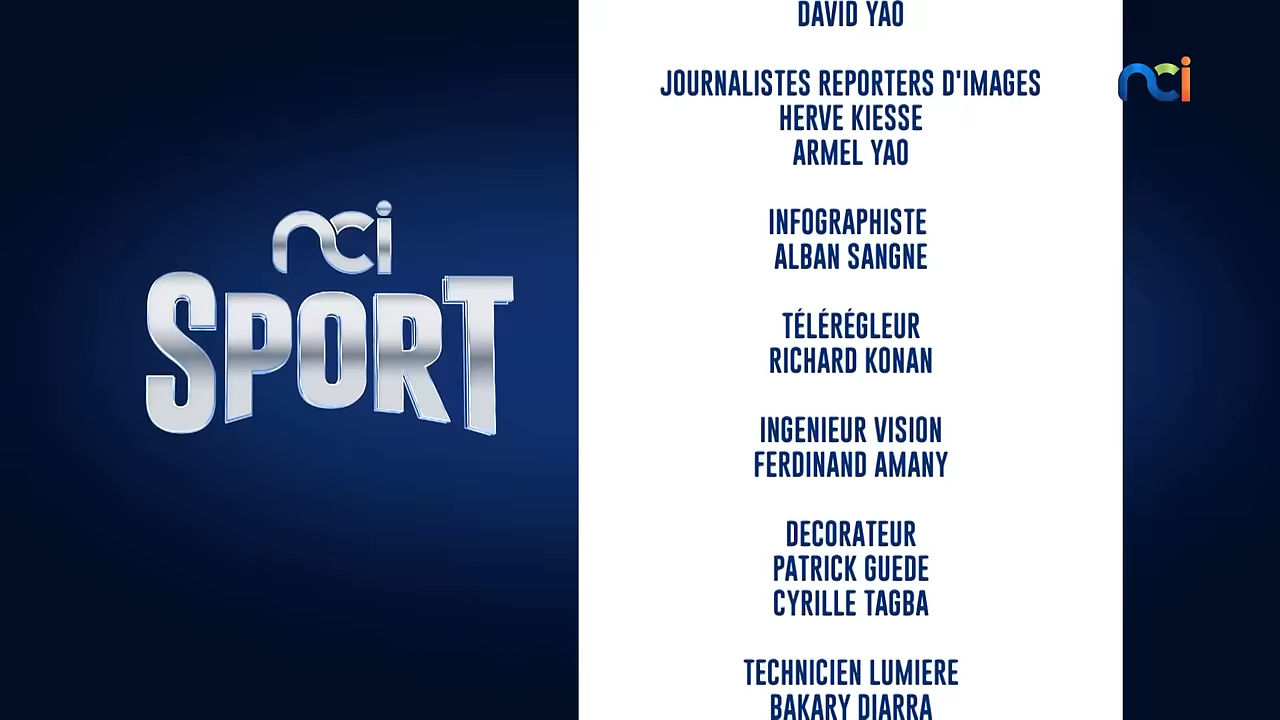 nci
SPORT
DAVID YAO
JOURNALISTES REPORTERS D'IMAGES
HERVE KIESSE
ARMEL YAO
INFOGRAPHISTE
ALBAN SANGNE
TÉLÉRÉGLEUR
RICHARD KONAN
INGENIEUR VISION
FERDINAND AMANY
DECORATEUR
PATRICK GUEDE
CYRILLE TAGBA
TECHNICIEN LUMIERE
BAKARY DIARRA
nci